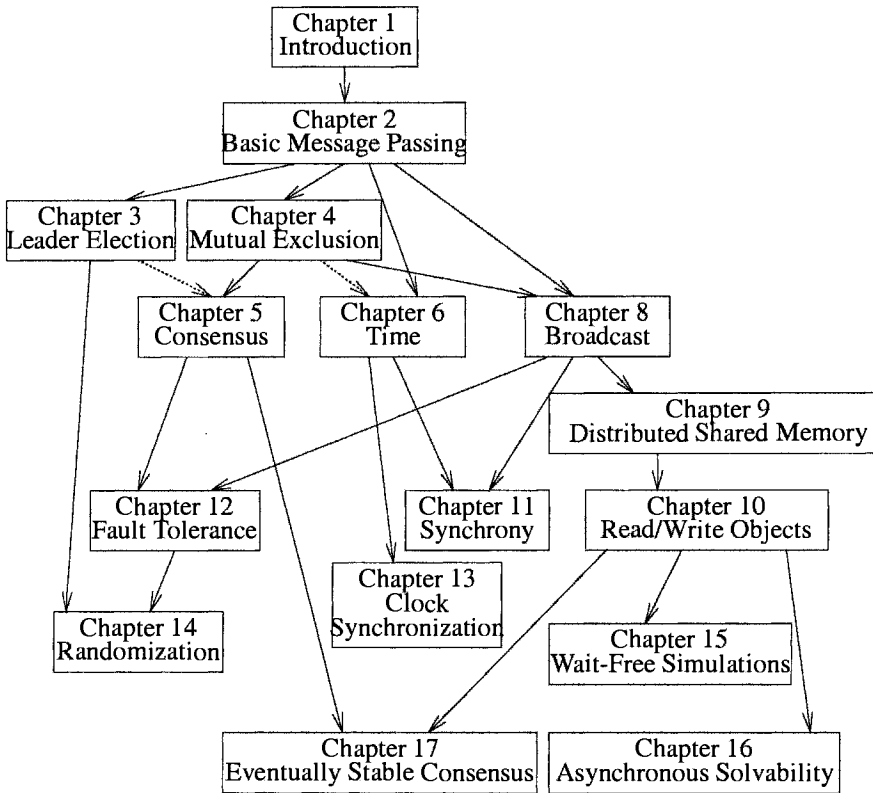 Chapter 1
Introduction
Chapter 2
Basic Message Passing
Chapter 3
Leader Election
Chapter 4
Mutual Exclusion
Chapter 5
Consensus
Chapter 6
Time
Chapter 8
Broadcast
Chapter 9
Distributed Shared Memory
Chapter 12
Fault Tolerance
Chapter 11
Synchrony
Chapter 10
Read/Write Objects
Chapter 13
Clock
Synchronization
Chapter 14
Randomization
Chapter 15
Wait-Free Simulations
Chapter 17
Eventually Stable Consensus
Chapter 16
Asynchronous Solvability